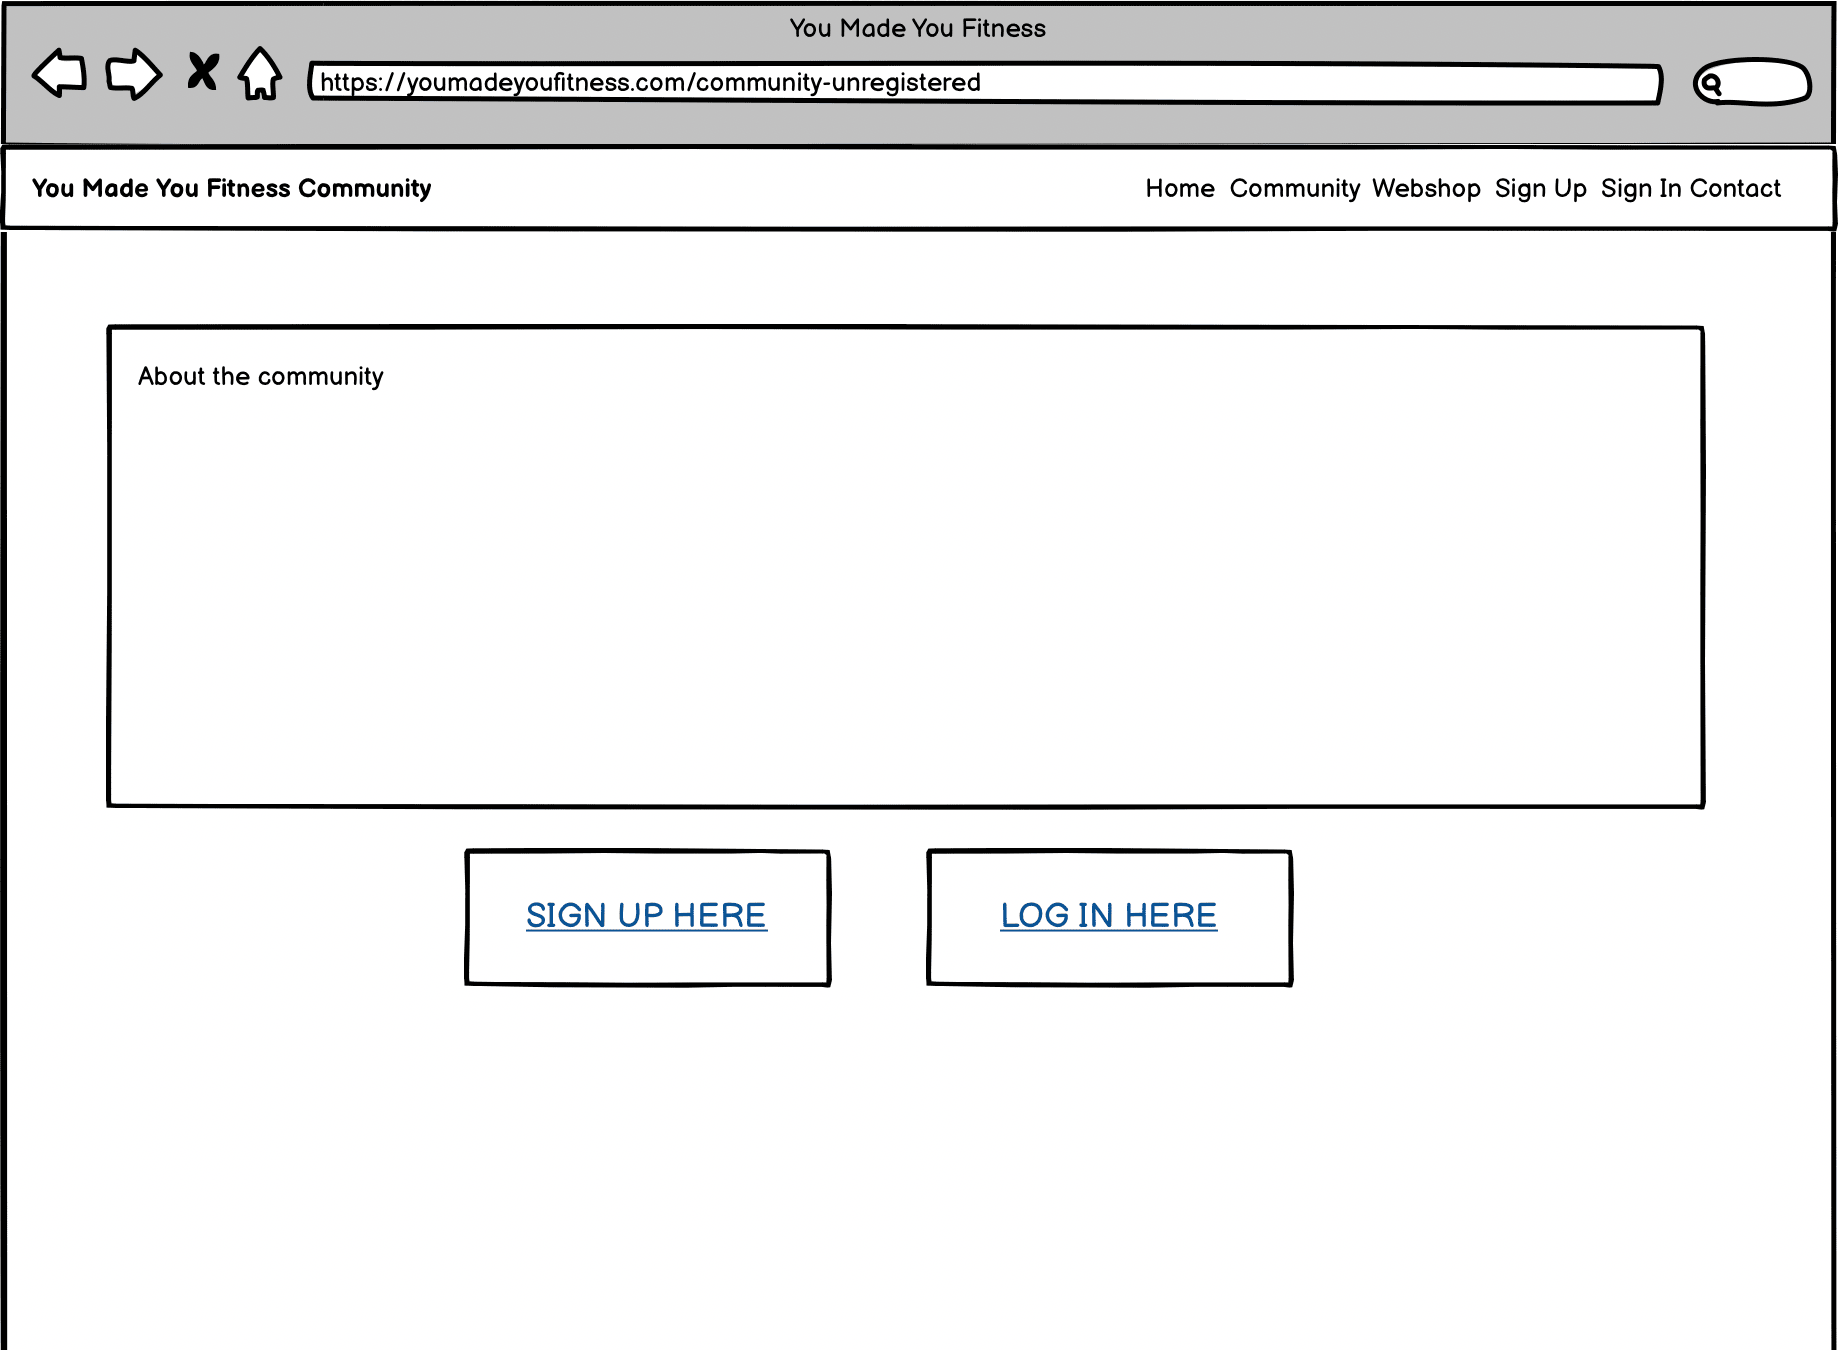 You Made You Fitness
https://youmadeyoufitness.com/community-unregistered
You Made You Fitness Community
Home Community Webshop Sign Up Sign In Contact
About the community
SIGN UP HERE
LOG IN HERE